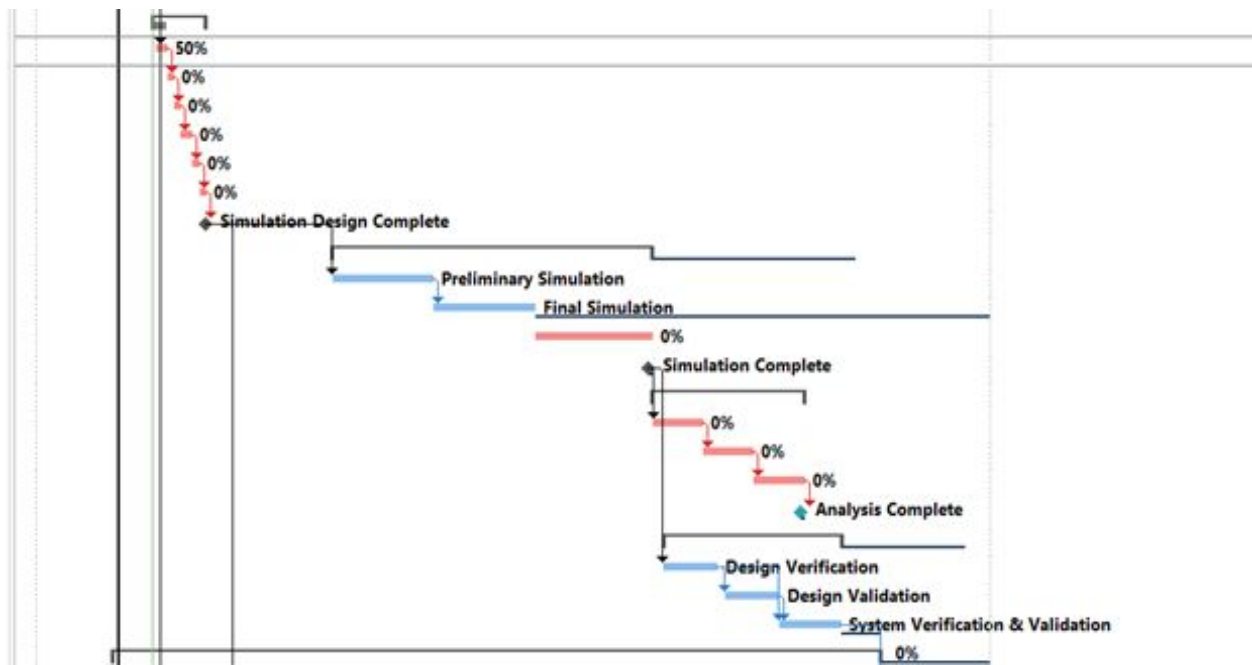 50%
0%
0%
0%
0%
0%
Simulation Design Complete
Preliminary Simulation
Final Simulation
0%
Simulation Complete
0%
0%
0%
Analysis Complete
Design Verification
Design Validation
System Verification & Validation
0%